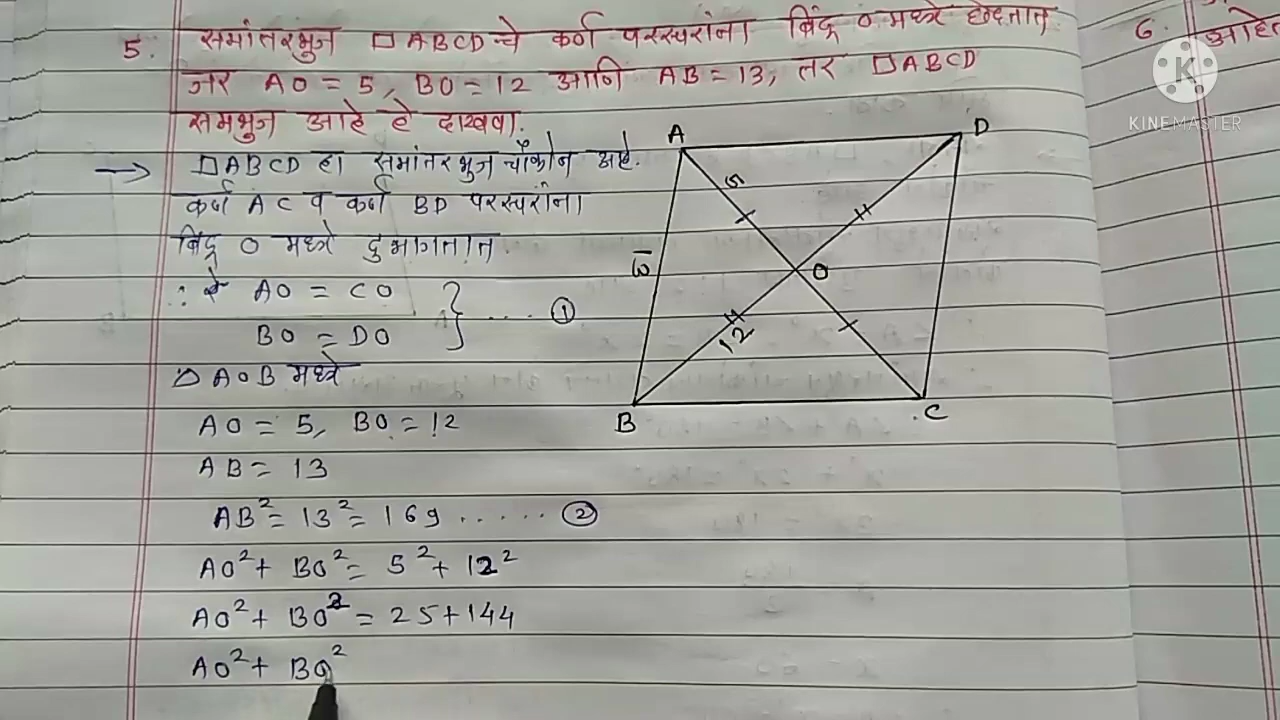 5. समांतरभुज □ABCD चे कर्ण परस्परांना बिंदू O मध्ये छेदतात
जर AO = 5, BO = 12 आनि AB = 13, तर □ABCD
समभुज आहे हे दाखवा.
→ □ABCD हा समांतरभुज चौकोन आहे.
कर्ण AC व कर्ण BD परस्परांना
बिंदू O मध्ये दुभागतात.
∴ AO = CO
BO = DO } .... ①
△AOB मध्ये
AO = 5, BO = 12
AB = 13
AB² = 13² = 169 ...... ②
AO² + BO² = 5² + 12²
AO² + BO² = 25 + 144
AO² + BO²
A
D
5
O
12
B
C
6.
आहेत
K
KINEMASTER